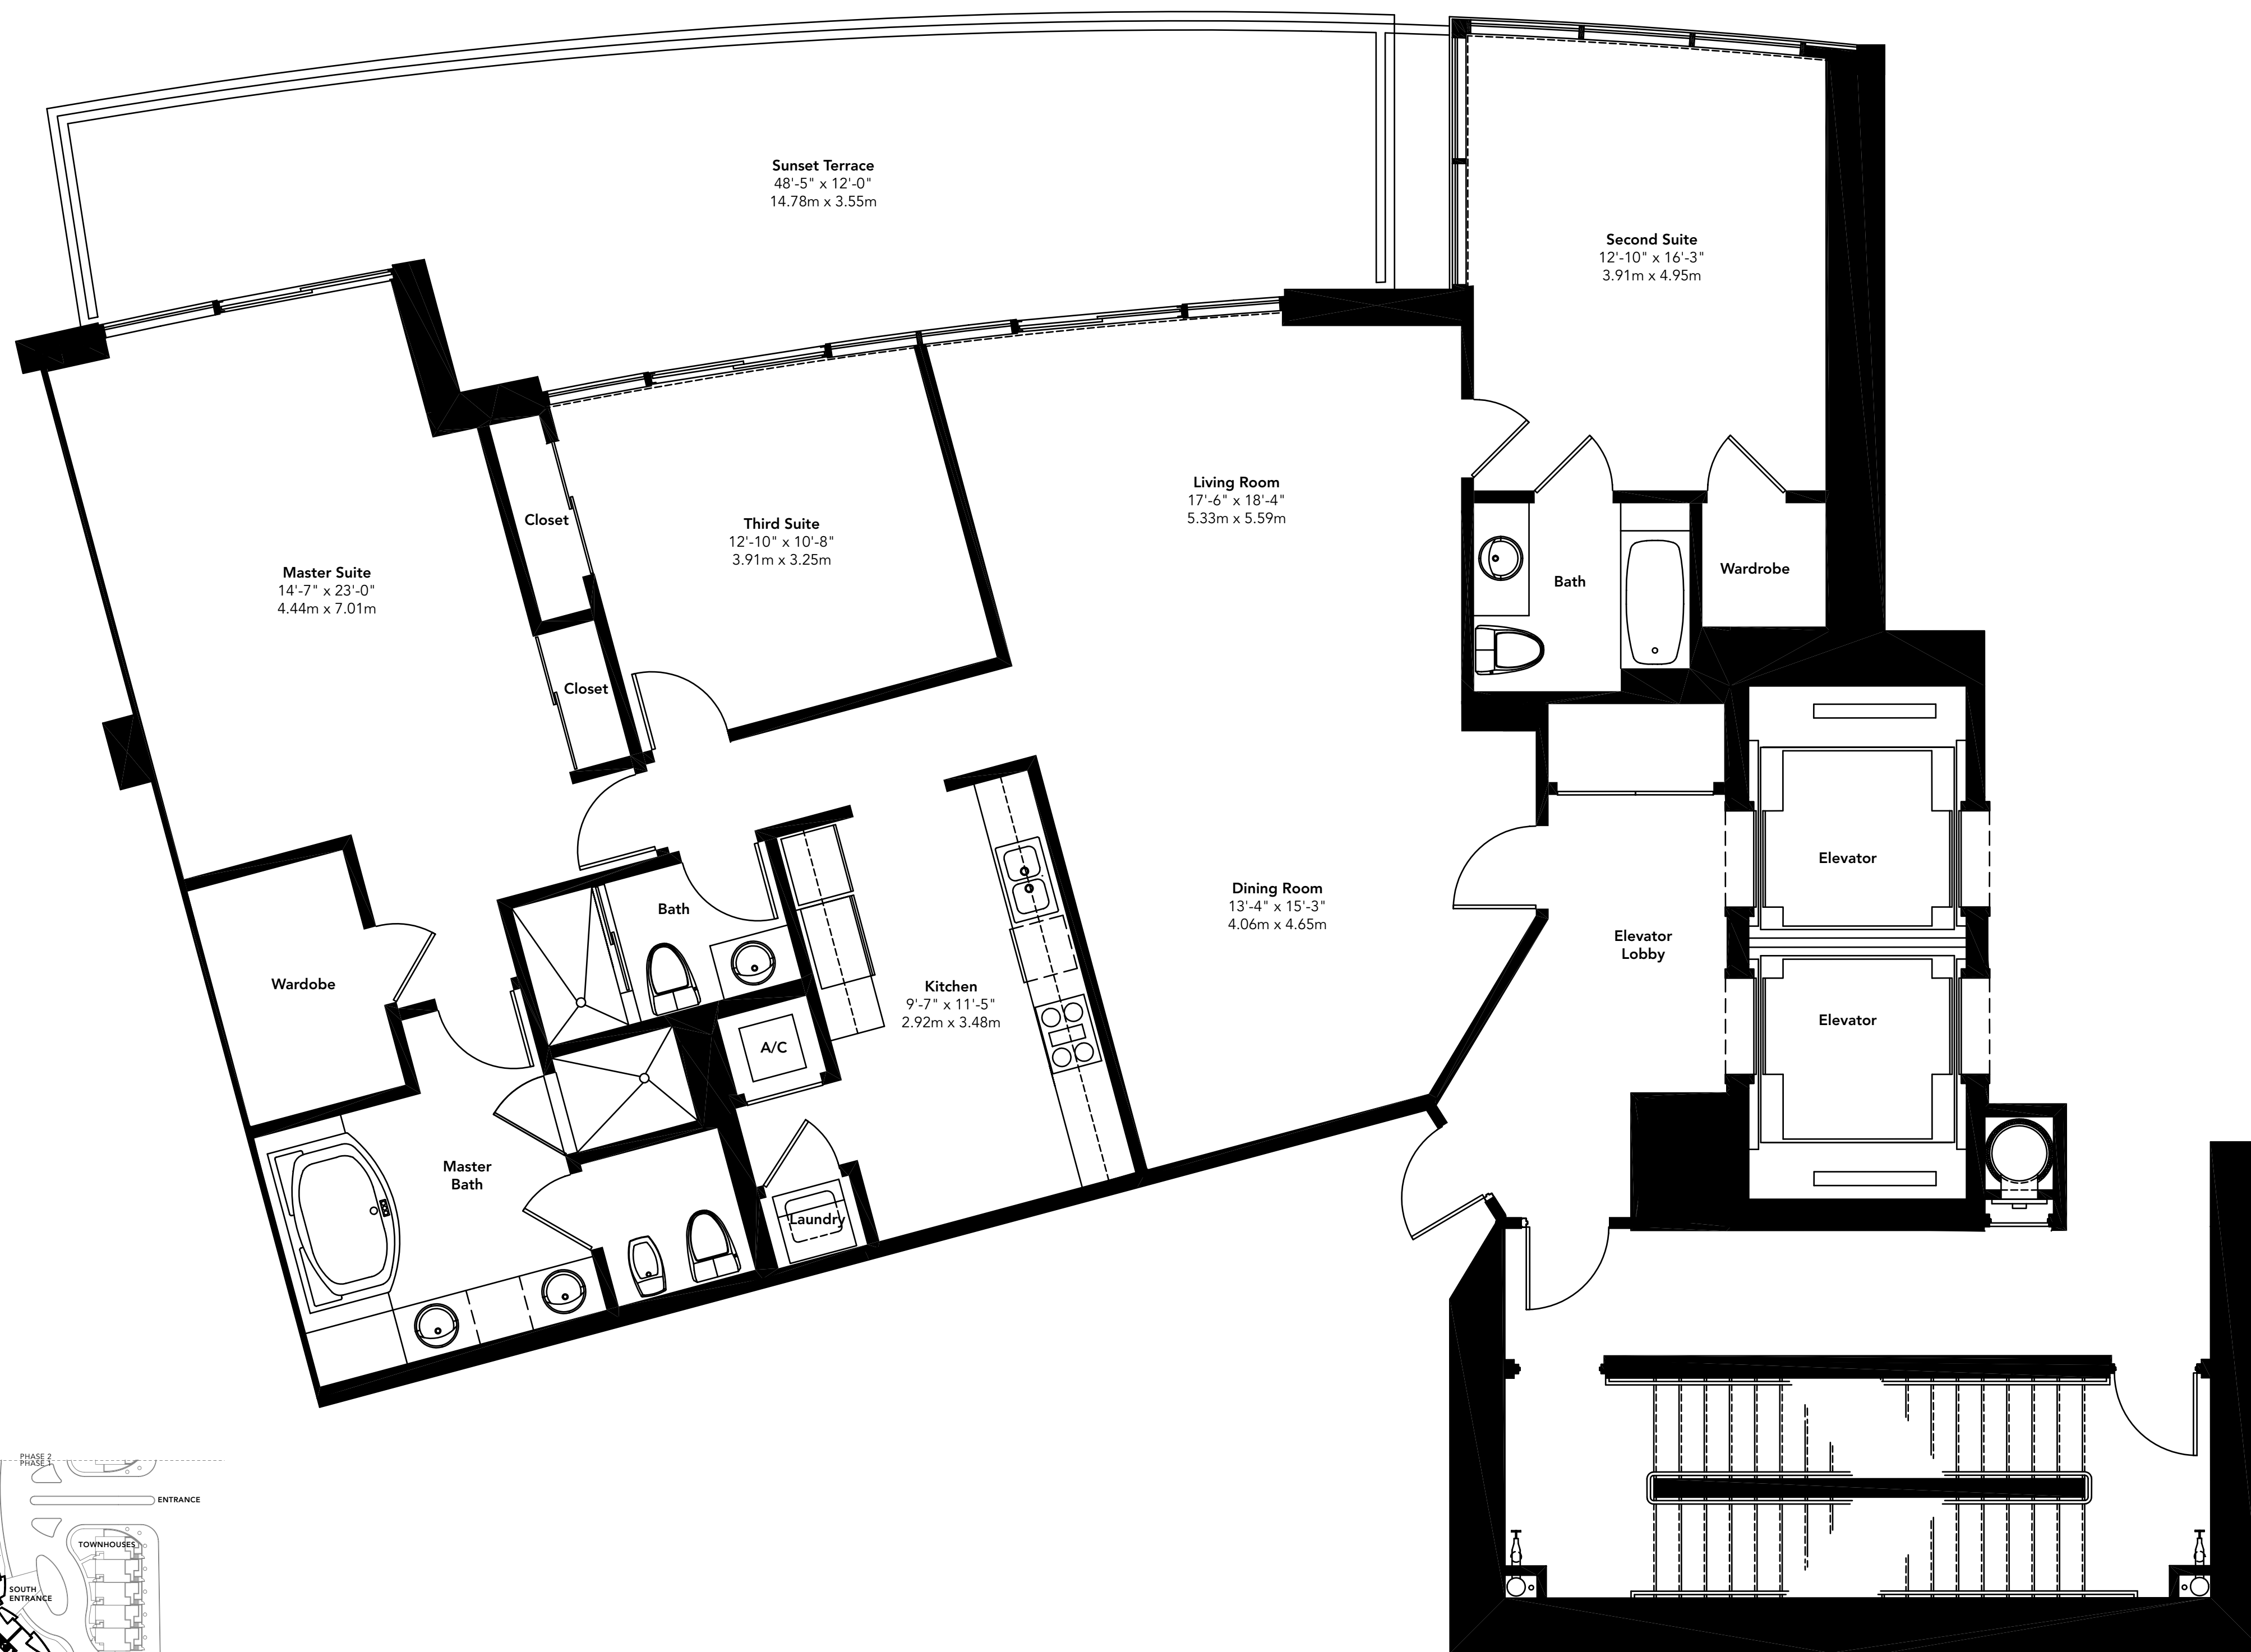 Sunset Terrace
48'-5" x 12'-0"
14.78m x 3.55m
Second Suite
12'-10" x 16'-3"
3.91m x 4.95m
Living Room
17'-6" x 18'-4"
5.33m x 5.59m
Closet
Third Suite
12'-10" x 10'-8"
3.91m x 3.25m
Master Suite
14'-7" x 23'-0"
4.44m x 7.01m
Bath
Wardrobe
Closet
Elevator
Dining Room
13'-4" x 15'-3"
4.06m x 4.65m
Bath
Elevator
Lobby
Wardobe
Kitchen
9'-7" x 11'-5"
2.92m x 3.48m
Elevator
A/C
Master
Bath
Laundry
PHASE 2
PHASE 1
ENTRANCE
TOWNHOUSES
SOUTH
ENTRANCE